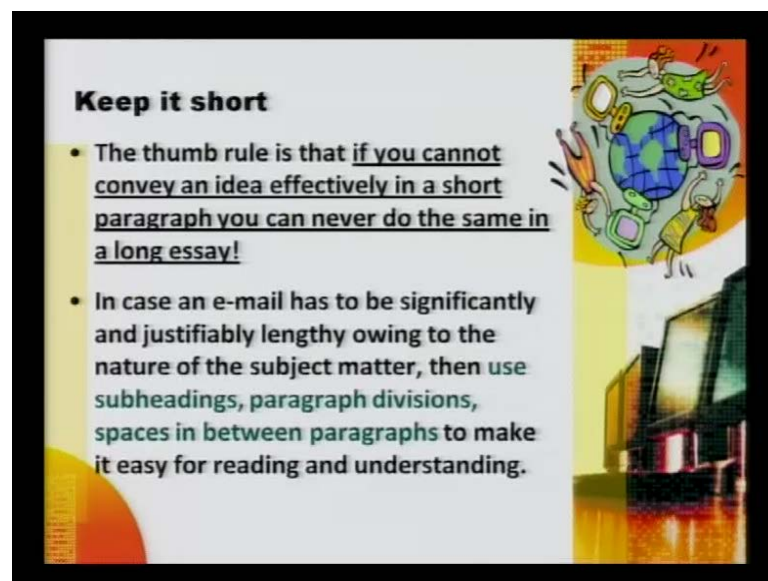 Keep it short
• The thumb rule is that if you cannot
convey an idea effectively in a short
paragraph you can never do the same in
a long essay!
• In case an e-mail has to be significantly
and justifiably lengthy owing to the
nature of the subject matter, then use
subheadings, paragraph divisions,
spaces in between paragraphs to make
it easy for reading and understanding.